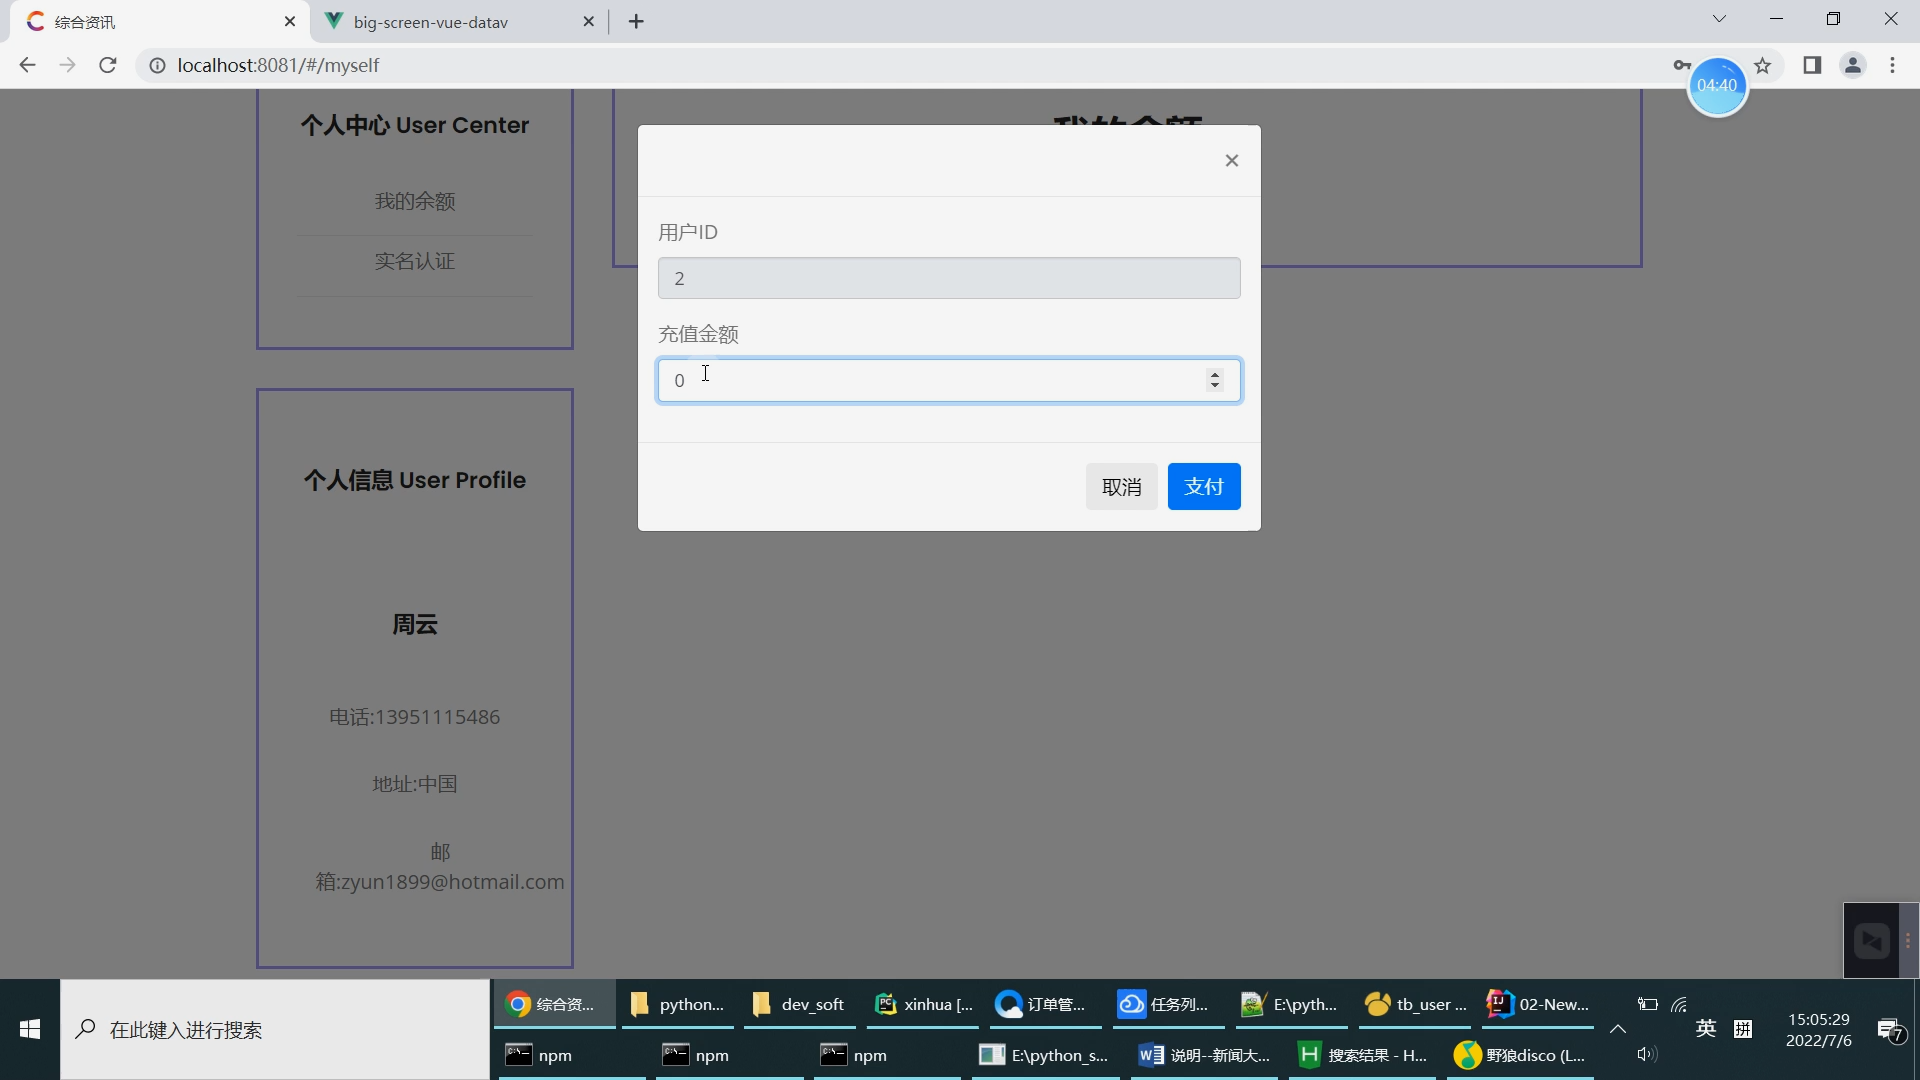 综合资讯
big-screen-vue-datav
localhost:8081/#/myself
04:40
个人中心 User Center
我的余额
我的余额
实名认证
用户ID
2
充值金额
0
取消
支付
个人信息 User Profile
周云
电话:13951115486
地址:中国
邮
箱:zyun1899@hotmail.com
在此键入进行搜索
综合资...
python...
dev_soft
xinhua [...
订单管...
任务列...
E:\pyth...
tb_user ...
02-New...
npm
npm
npm
E:\python_s...
说明--新闻大...
搜索结果 - H...
野狼disco (L...
英
拼
15:05:29
2022/7/6
7